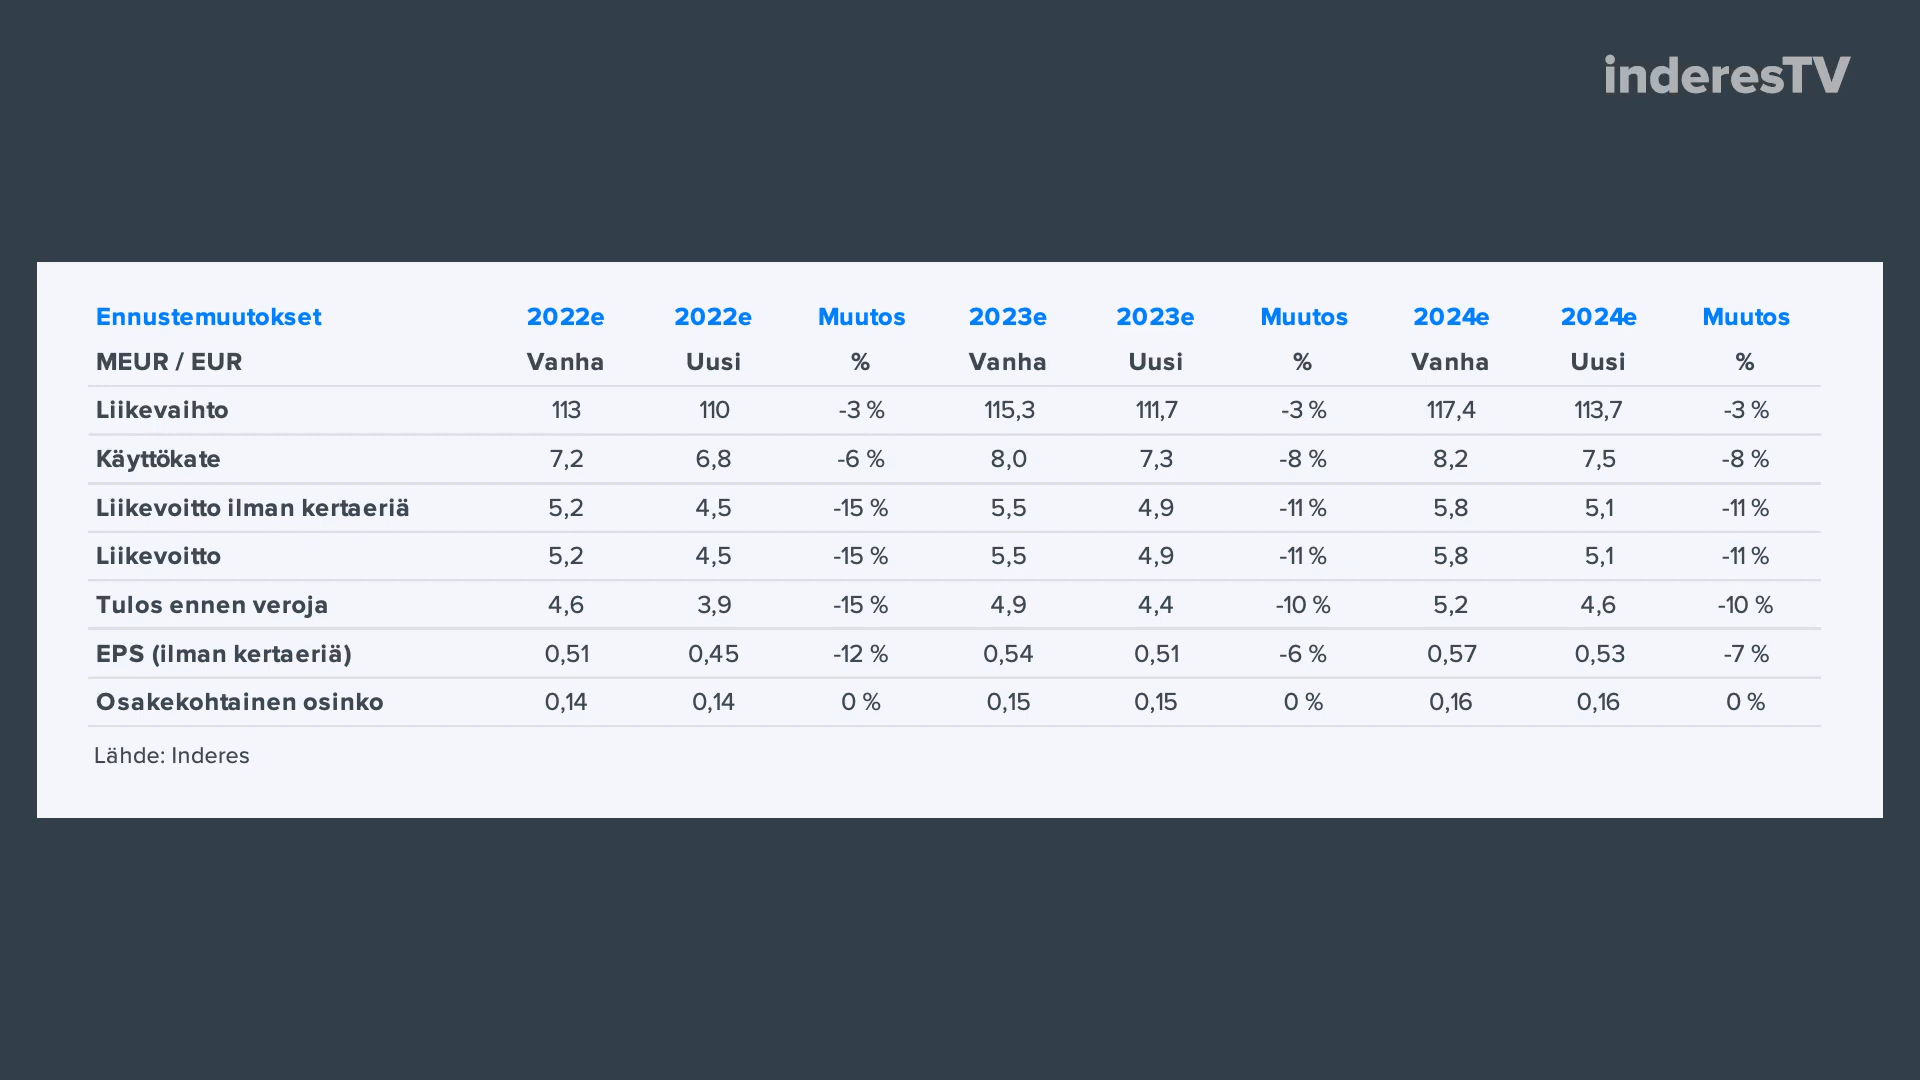 inderesTV
Ennustemuutokset 2022e 2022e Muutos 2023e 2023e Muutos 2024e 2024e Muutos
MEUR / EUR Vanha Uusi % Vanha Uusi % Vanha Uusi %
Liikevaihto 113 110 -3 % 115,3 111,7 -3 % 117,4 113,7 -3 %
Käyttökate 7,2 6,8 -6 % 8,0 7,3 -8 % 8,2 7,5 -8 %
Liikevoitto ilman kertaeriä 5,2 4,5 -15 % 5,5 4,9 -11 % 5,8 5,1 -11 %
Liikevoitto 5,2 4,5 -15 % 5,5 4,9 -11 % 5,8 5,1 -11 %
Tulos ennen veroja 4,6 3,9 -15 % 4,9 4,4 -10 % 5,2 4,6 -10 %
EPS (ilman kertaeriä) 0,51 0,45 -12 % 0,54 0,51 -6 % 0,57 0,53 -7 %
Osakekohtainen osinko 0,14 0,14 0 % 0,15 0,15 0 % 0,16 0,16 0 %
Lähde: Inderes